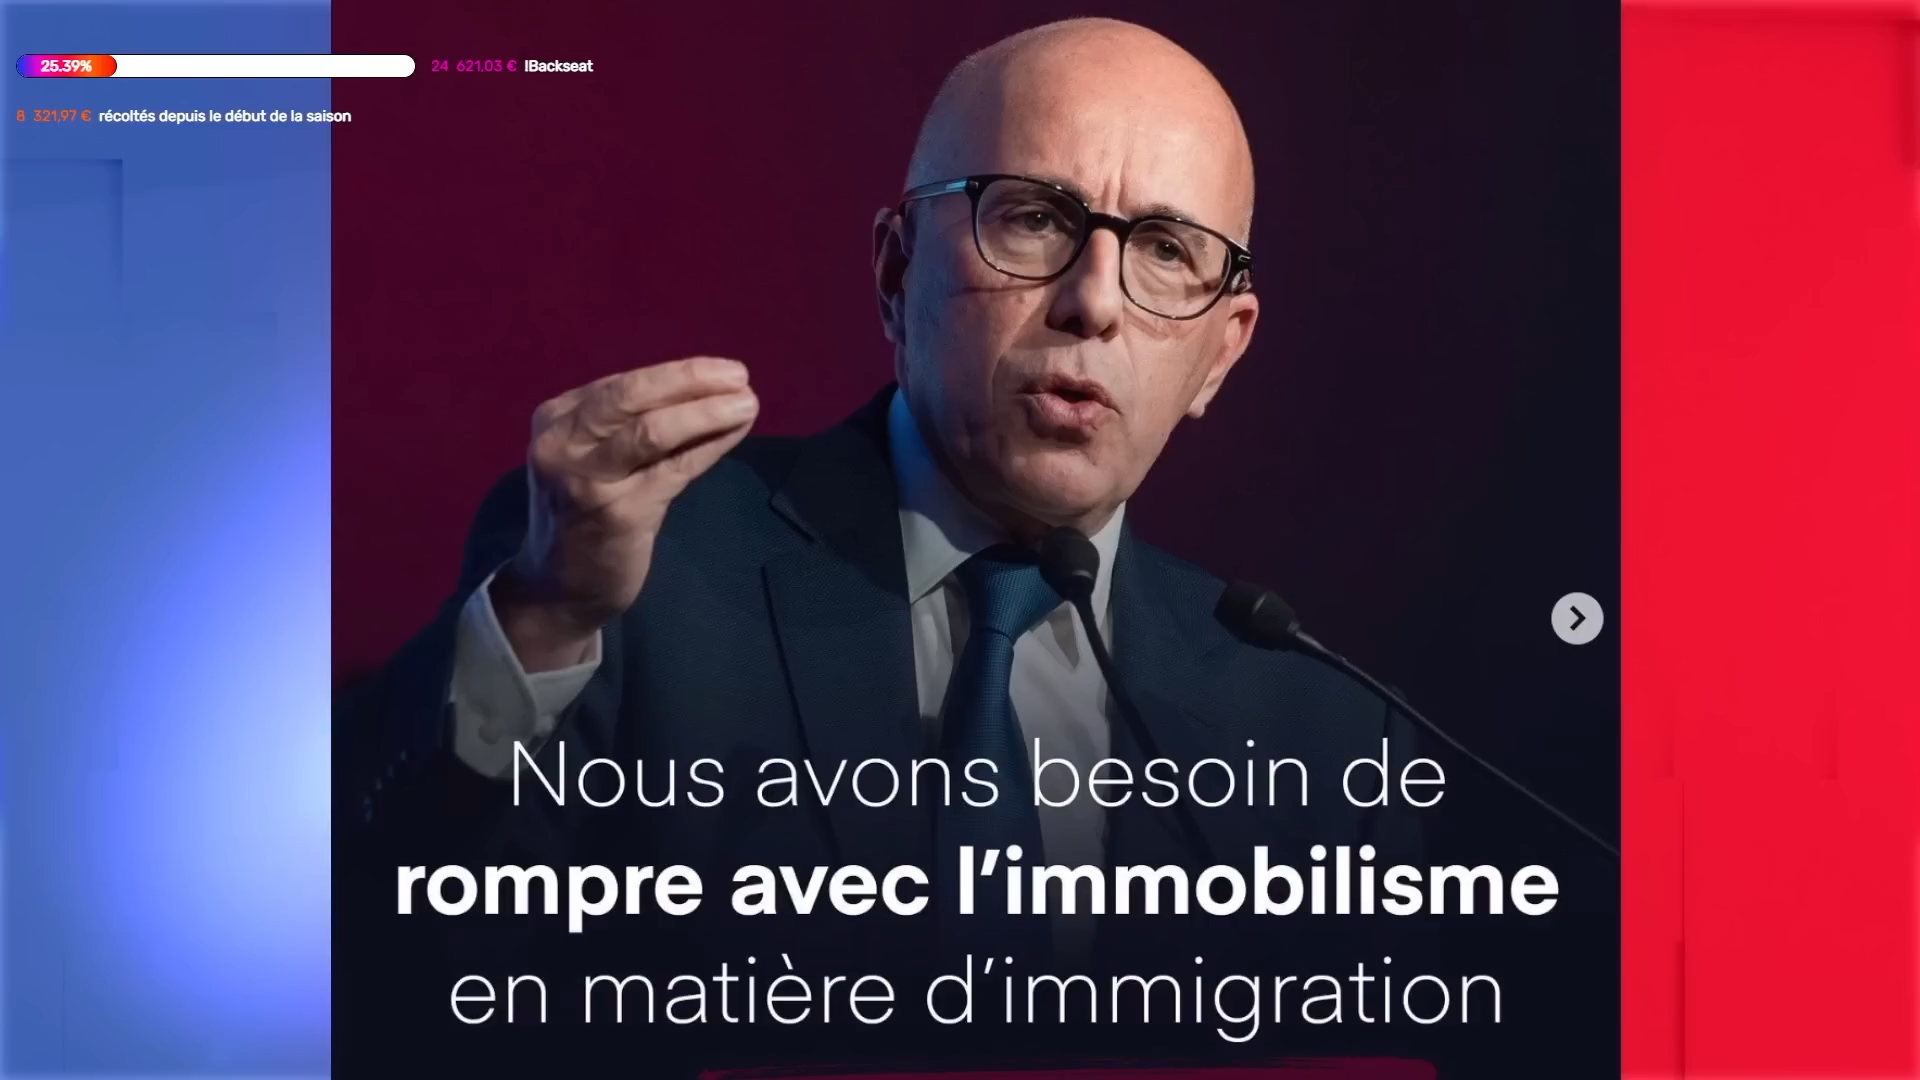 25.39%
24 621,03 € !Backseat
8 321,97 € récoltés depuis le début de la saison
Nous avons besoin de
rompre avec l'immobilisme
en matière d'immigration